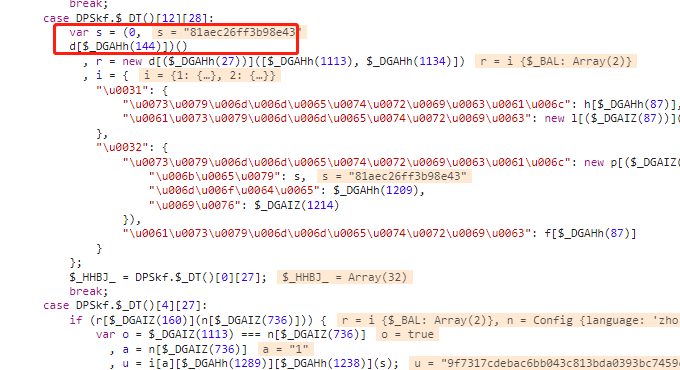 case DPSkf.$_DT()[12][28]:
var s = (0, s = "81aec26ff3b98e43"
d[$_DGAHh(144)])()
, r = new d[($_DGAHh(27))]([$_DGAHh(1113), $_DGAHh(1134)]) r = i {$_BAL: Array(2)}
, i = { i = {1: {…}, 2: {…}}
"\u0031": {
"\u0073\u0079\u006d\u006d\u0065\u0074\u0072\u0069\u0063\u0061\u006c": h[$_DGAHh(87)],
"\u0061\u0073\u0079\u006d\u006d\u0065\u0074\u0072\u0069\u0063": new l[($_DGAIZ(87))](
},
"\u0032": {
"\u0073\u0079\u006d\u006d\u0065\u0074\u0072\u0069\u0063\u0061\u006c": new p[($_DGAIZ(
"\u006b\u0065\u0079": s, s = "81aec26ff3b98e43"
"\u006d\u006f\u0064\u0065": $_DGAHh(1209),
"\u0069\u0076": $_DGAIZ(1214)
}),
"\u0061\u0073\u0079\u006d\u006d\u0065\u0074\u0072\u0069\u0063": f[$_DGAHh(87)]
}
};
$_HHBJ_ = DPSkf.$_DT()[0][27]; $_HHBJ_ = Array(32)
break;
case DPSkf.$_DT()[4][27]:
if (r[$_DGAIZ(160)](n[$_DGAIZ(736)])) { r = i {$_BAL: Array(2)}, n = Config {language: 'zho
var o = $_DGAIZ(1113) === n[$_DGAIZ(736)] o = true
, a = n[$_DGAIZ(736)] a = "1"
, u = i[a][$_DGAHh(1289)][$_DGAHh(1238)](s); u = "9f7317cdebac6bb043c813bda0393bc7459